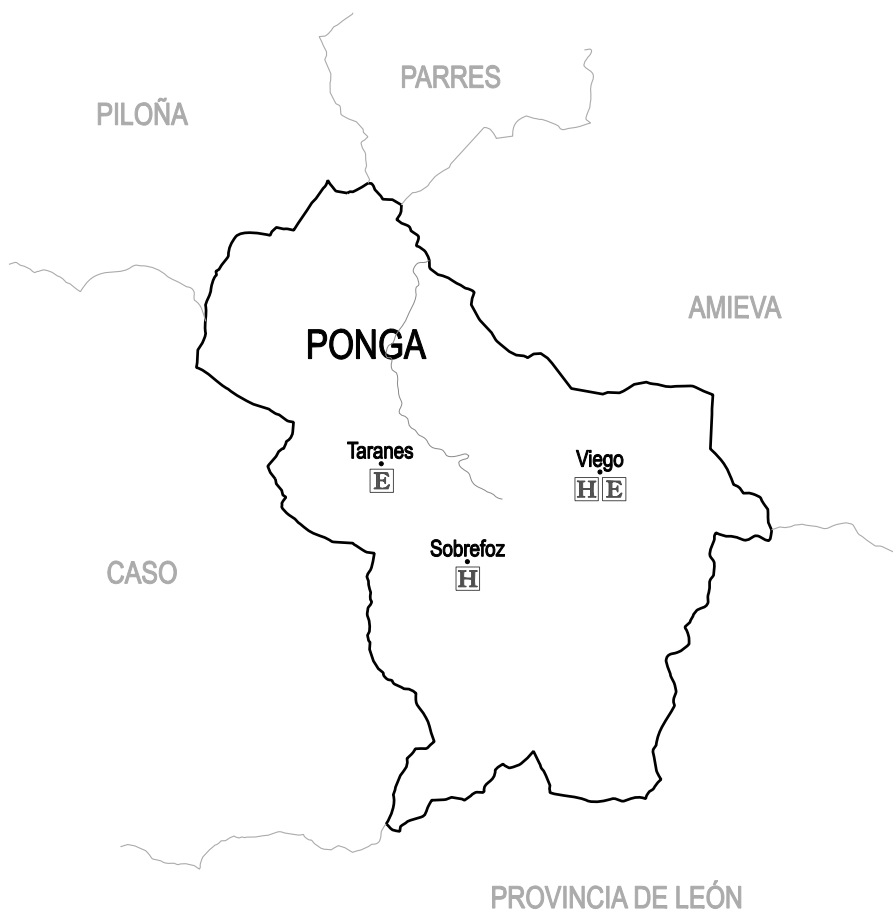 PARRES
PILOÑA
AMIEVA
PONGA
Taranes
E
Viego
H E
Sobrefoz
H
CASO
PROVINCIA DE LEÓN